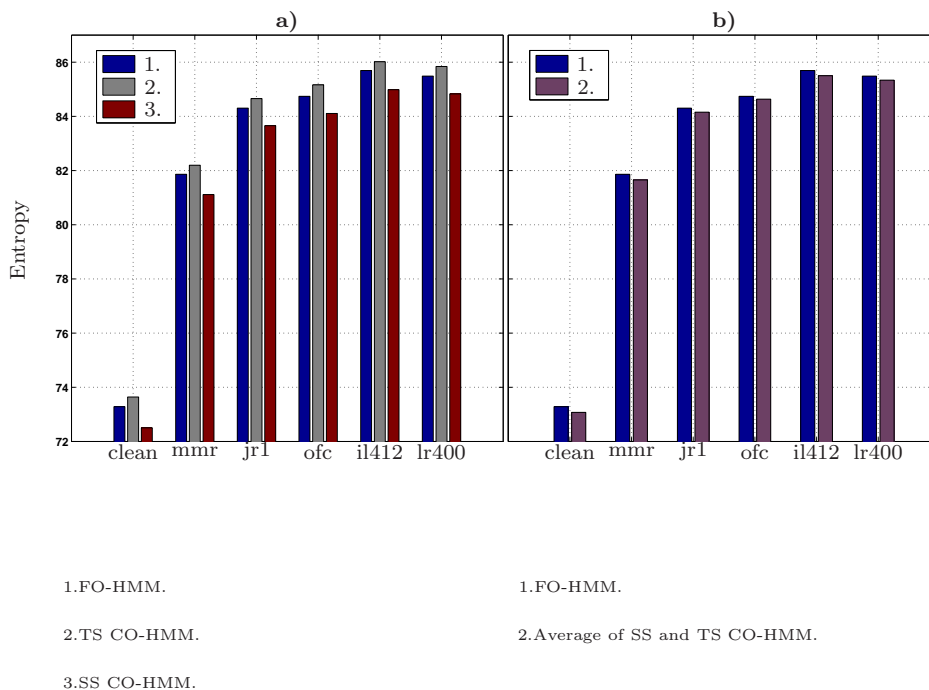 a)
b)
1.
2.
3.
1.
2.
Entropy
86
84
82
80
78
76
74
72
clean mmr jr1 ofc il412 lr400
clean mmr jr1 ofc il412 lr400
1.FO-HMM.
2.TS CO-HMM.
3.SS CO-HMM.
1.FO-HMM.
2.Average of SS and TS CO-HMM.